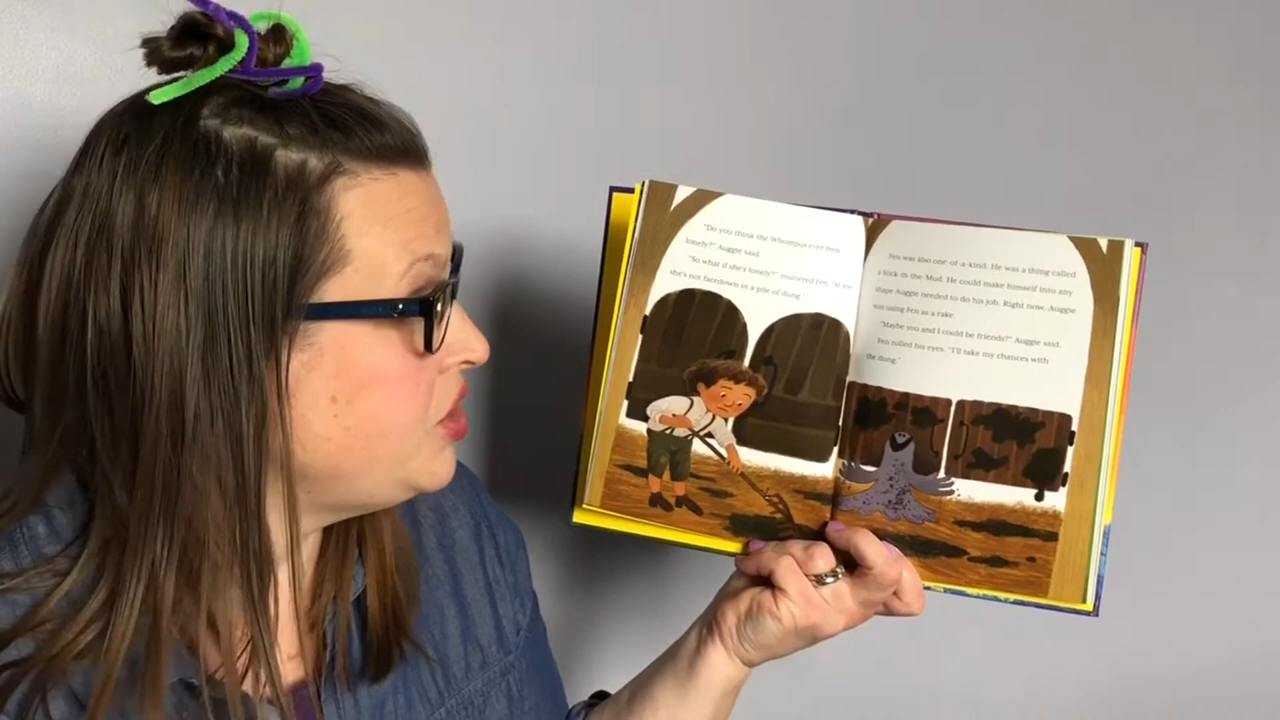 "Do you think the Whompus ever feels
lonely?" Auggie said.
"So what if she's lonely?" muttered Fen. "At least
she's not facedown in a pile of dung."
Fen was also one-of-a-kind. He was a thing called
a Stick-in-the-Mud. He could make himself into any
shape Auggie needed to do his job. Right now, Auggie
was using Fen as a rake.
"Maybe you and I could be friends?" Auggie said.
Fen rolled his eyes. "I'll take my chances with
the dung."